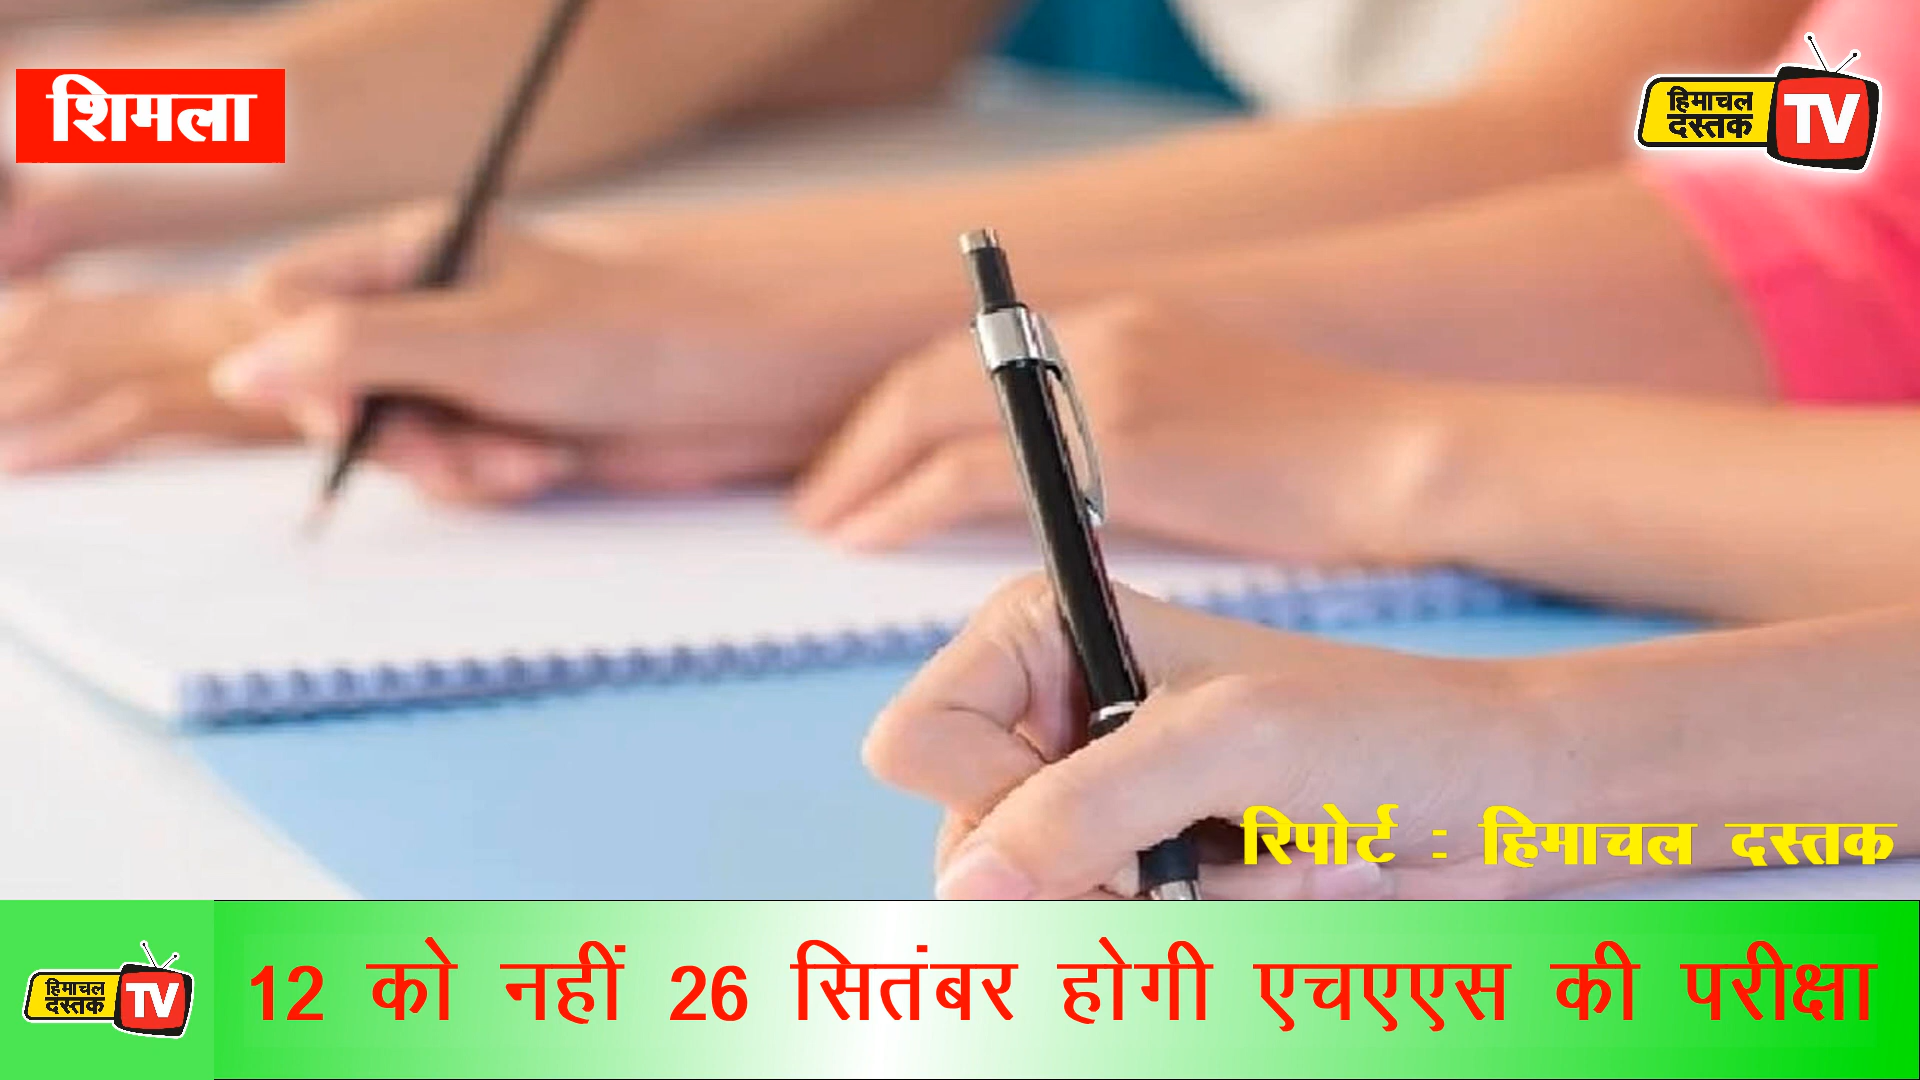 शिमला
हिमाचल
दस्तक
TV
रिपोर्ट : हिमाचल दस्तक
हिमाचल
दस्तक
TV
12 को नहीं 26 सितंबर होगी एचएएस की परीक्षा